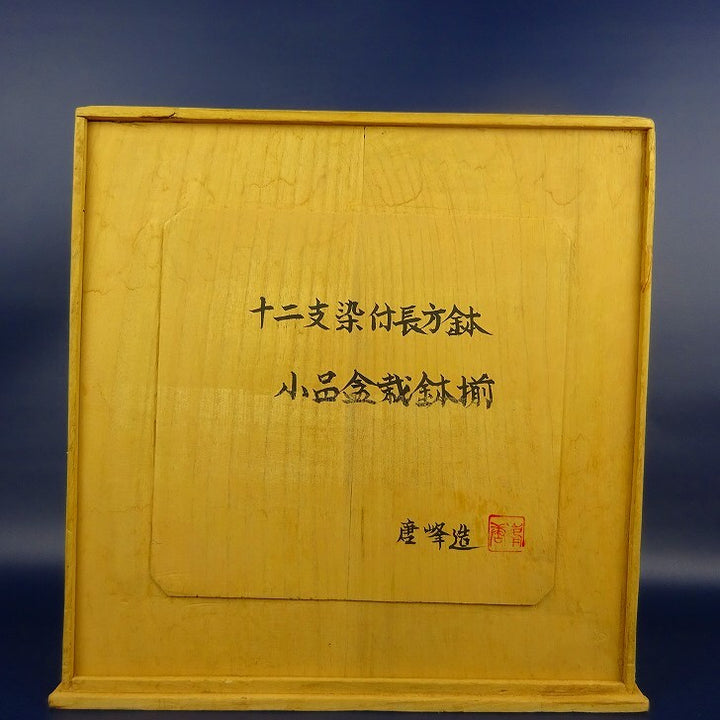 十二支染付長方鉢
小品盆栽鉢揃
唐峰造